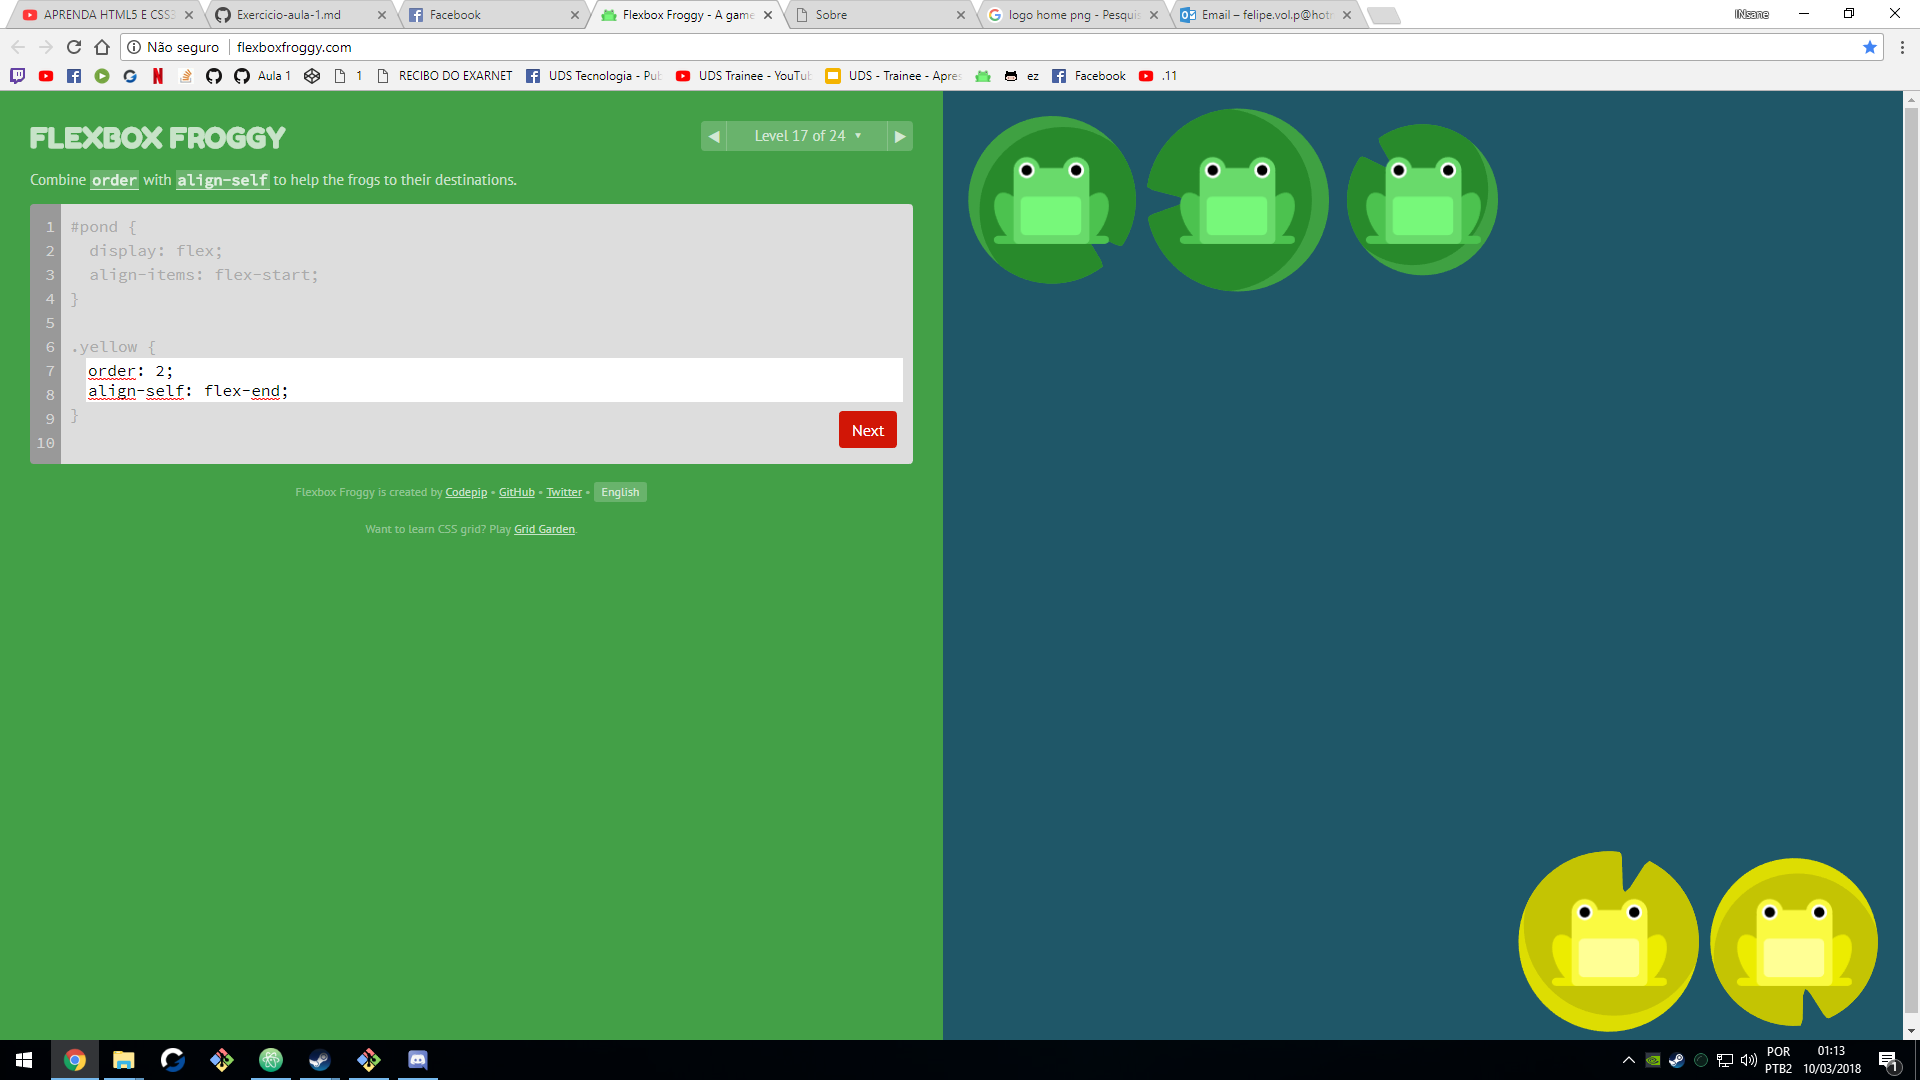 APRENDA HTML5 E CSS3
Exercicio-aula-1.md
Facebook
Flexbox Froggy - A game
Sobre
logo home png - Pesquis
Email – felipe.vol.p@hotm
INsane
Não seguro
flexboxfroggy.com
Aula 1
1
RECIBO DO EXARNET
UDS Tecnologia - Pub
UDS Trainee - YouTub
UDS - Trainee - Apres
ez
Facebook
.11
FLEXBOX FROGGY
Level 17 of 24
Combine order with align-self to help the frogs to their destinations.
1 #pond {
2 display: flex;
3 align-items: flex-start;
4 }
5
6 .yellow {
7 order: 2;
8 align-self: flex-end;
9 }
10
Next
Flexbox Froggy is created by Codepip • GitHub • Twitter • English
Want to learn CSS grid? Play Grid Garden.
POR
PTB2
01:13
10/03/2018
1